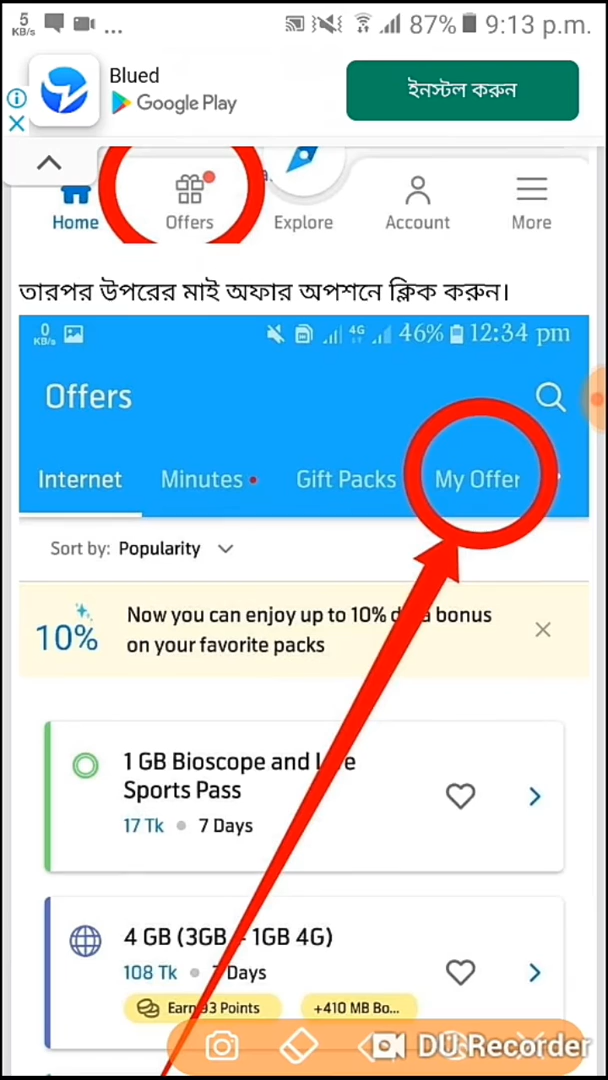 5
KB/s
...
87% 9:13 p.m.
Blued
Google Play
ইনস্টল করুন
Home
Offers
Explore
Account
More
তারপর উপরের মাই অফার অপশনে ক্লিক করুন।
0
KB/s
4G 46% 12:34 pm
Offers
Internet Minutes Gift Packs My Offer
Sort by: Popularity
10%
Now you can enjoy up to 10% bonus
on your favorite packs
1 GB Bioscope and
Sports Pass
17 Tk 7 Days
4 GB (3GB 1GB 4G)
108 Tk Days
Earn 93 Points +410 MB Bo...
DU Recorder